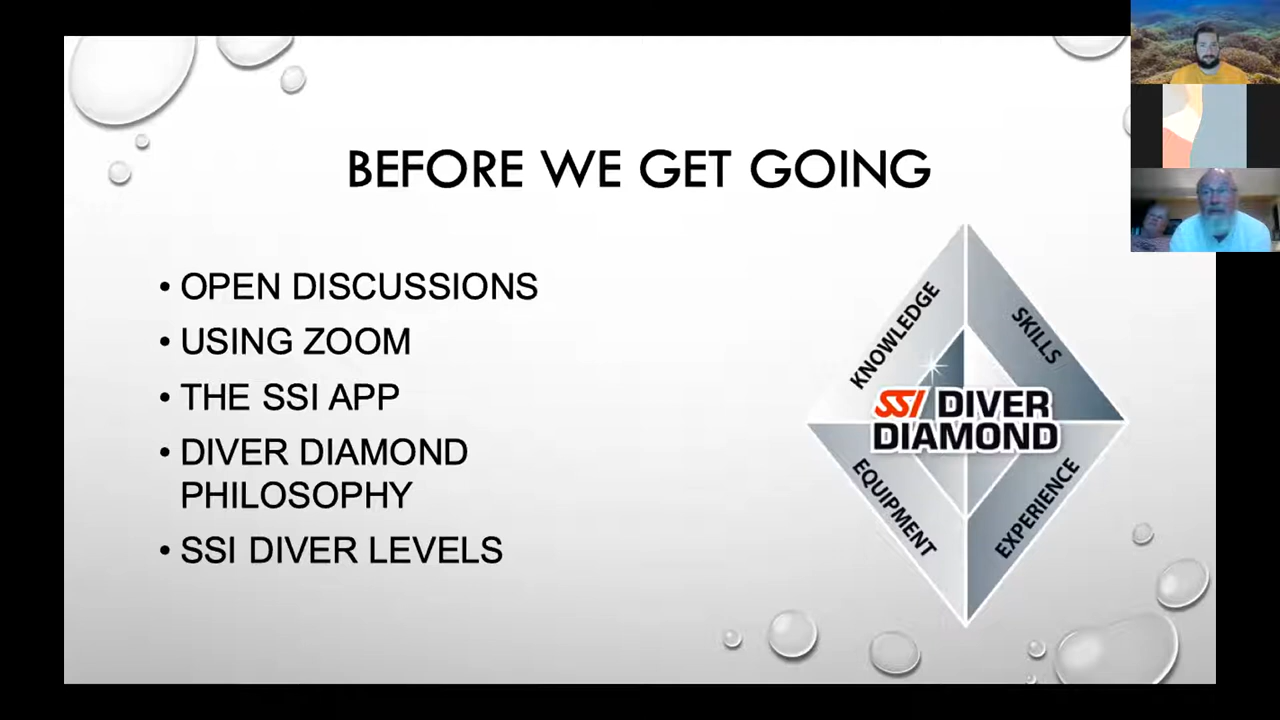 BEFORE WE GET GOING
• OPEN DISCUSSIONS
• USING ZOOM
• THE SSI APP
• DIVER DIAMOND
PHILOSOPHY
• SSI DIVER LEVELS
KNOWLEDGE
SKILLS
SSI DIVER
DIAMOND
EQUIPMENT
EXPERIENCE